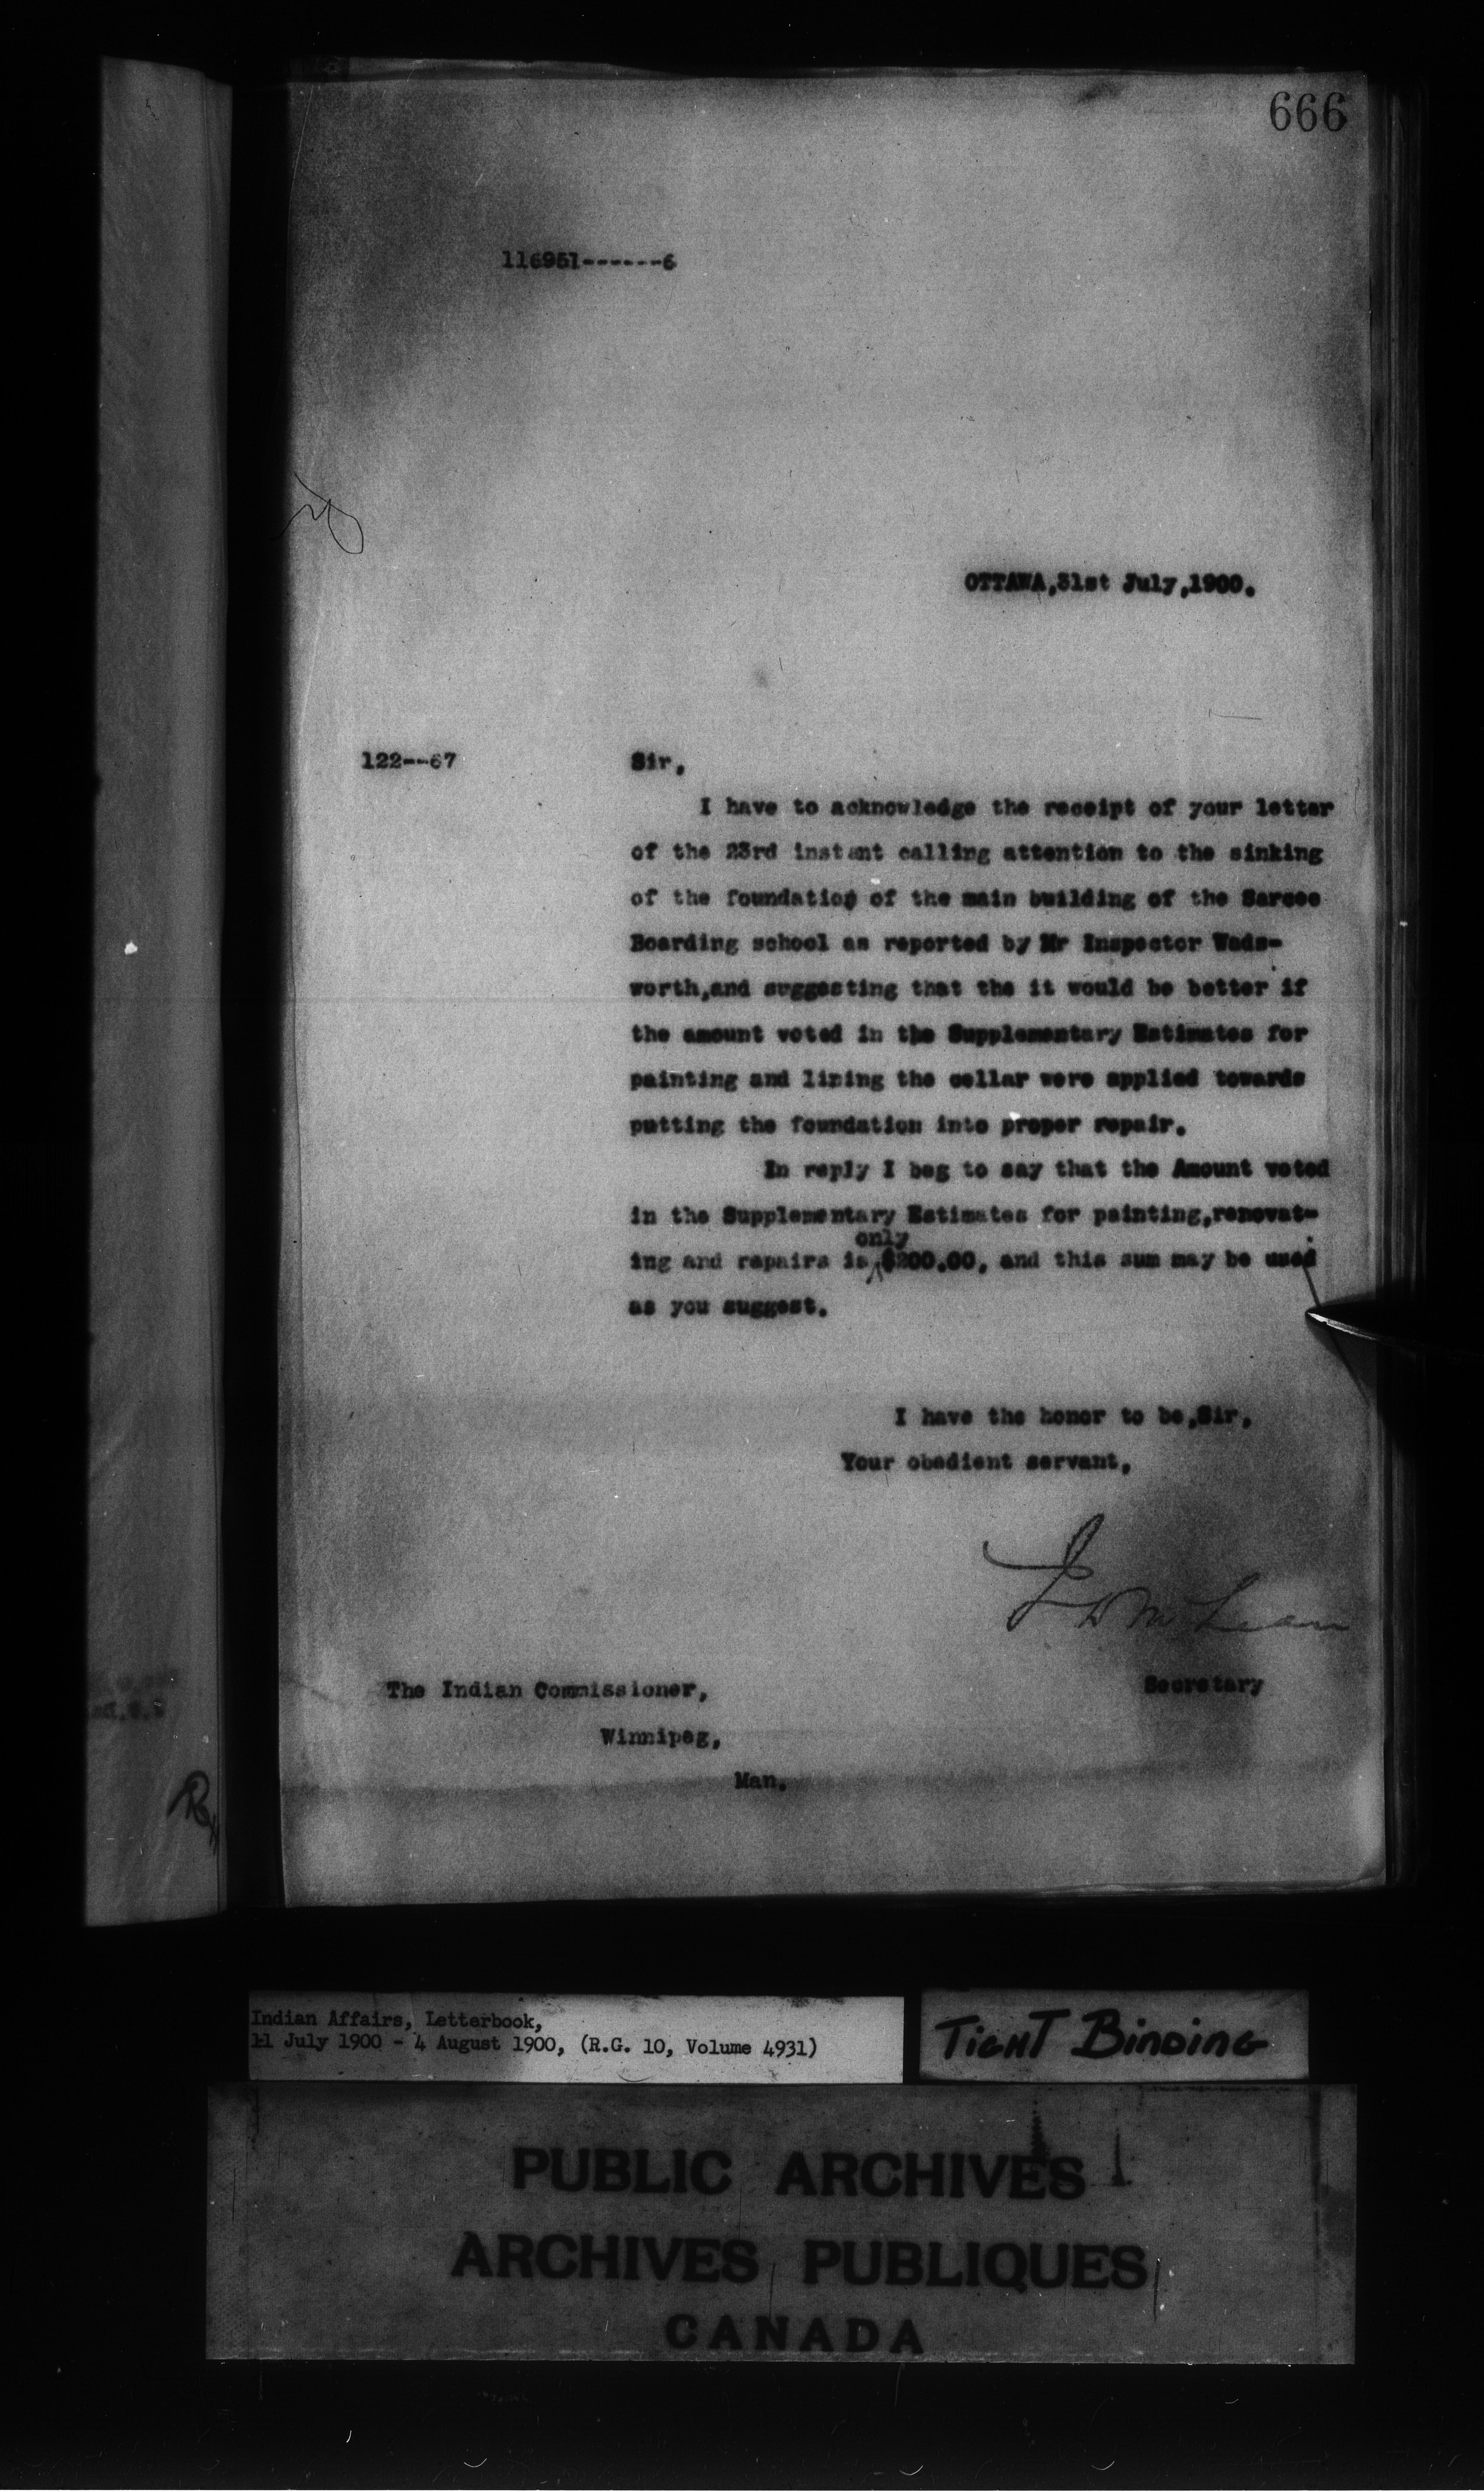 666
116951-------6
OTTAWA,31st July,1900.
122--67
Sir,
I have to acknowledge the receipt of your letter
of the 23rd instant calling attention to the sinking
of the foundation of the main building of the Sarcee
Boarding school as reported by Mr Inspector Wads-
worth,and suggesting that the it would be better if
the amount voted in the Supplementary Estimates for
painting and lining the cellar were applied towards
putting the foundation into proper repair.
In reply I beg to say that the Amount voted
in the Supplementary Estimates for painting,renovat-
only
ing and repairs is $200.00, and this sum may be used
as you suggest.
I have the honor to be,Sir,
Your obedient servant,
J D McLean
Secretary
The Indian Commissioner,
Winnipeg,
Man.
Indian Affairs, Letterbook,
11 July 1900 - 4 August 1900, (R.G. 10, Volume 4931)
TIGHT BINDING
PUBLIC ARCHIVES
ARCHIVES PUBLIQUES
CANADA